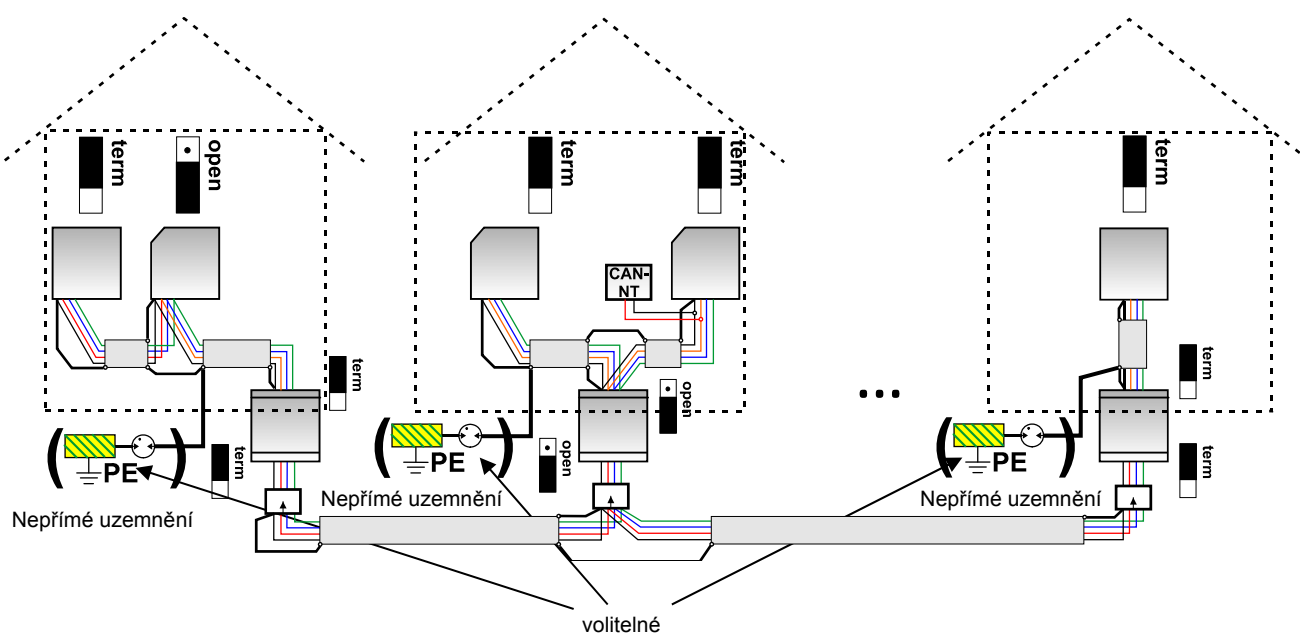 term
open
term
term
term
CAN-
NT
term
open
term
PE
term
PE
open
PE
term
Nepřímé uzemnění
Nepřímé uzemnění
Nepřímé uzemnění
volitelné